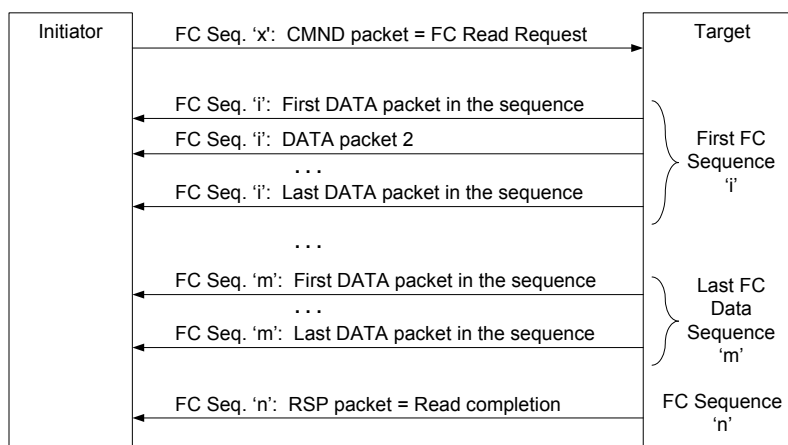 Initiator
Target
FC Seq. ‘x': CMND packet = FC Read Request
FC Seq. ‘i’: First DATA packet in the sequence
FC Seq. ‘i’: DATA packet 2
. . .
FC Seq. ‘i’: Last DATA packet in the sequence
First FC
Sequence
‘i’
. . .
FC Seq. ‘m’: First DATA packet in the sequence
. . .
FC Seq. ‘m’: Last DATA packet in the sequence
Last FC
Data
Sequence
‘m’
FC Seq. ‘n’: RSP packet = Read completion
FC Sequence
‘n’